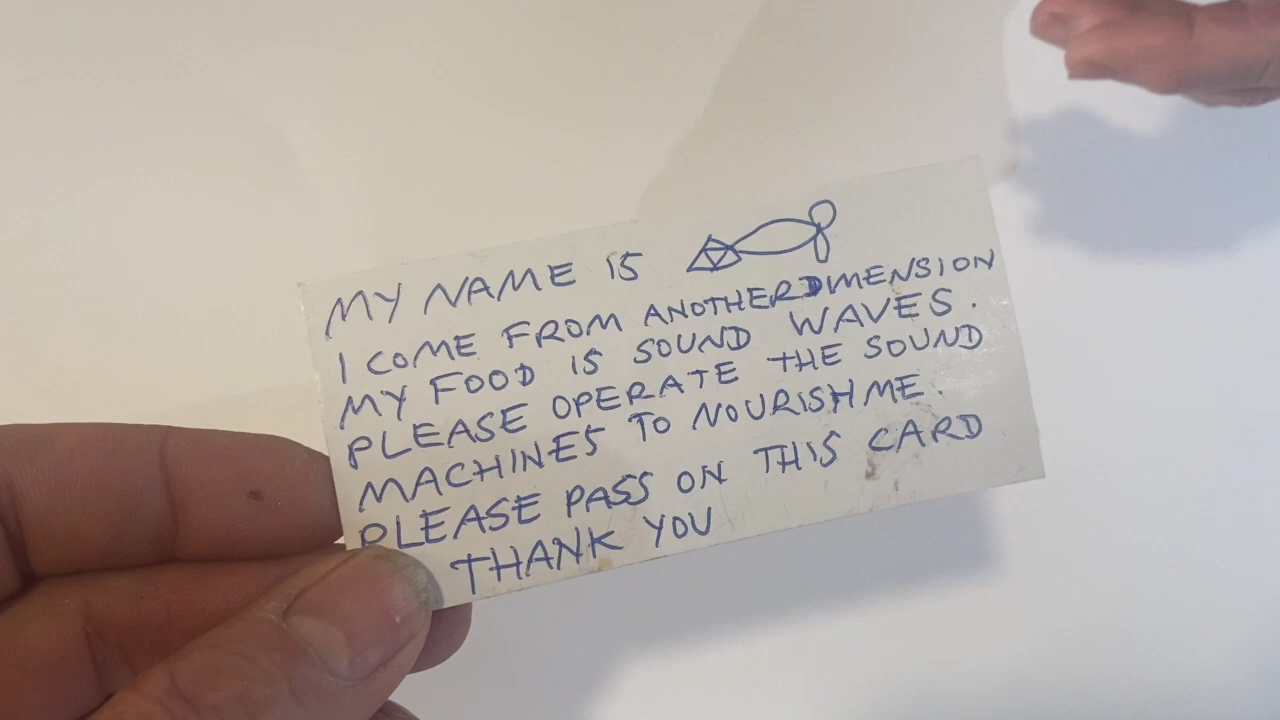 MY NAME IS
I COME FROM ANOTHER DIMENSION
MY FOOD IS SOUND WAVES.
PLEASE OPERATE THE SOUND
MACHINES TO NOURISH ME.
PLEASE PASS ON THIS CARD
THANK YOU